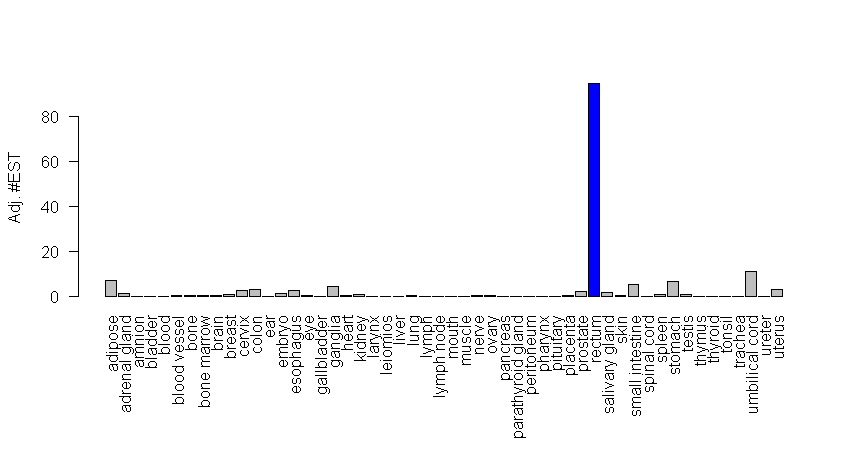 Adj. #EST
80
60
40
20
0
adipose
adrenal gland
amnion
bladder
blood
blood vessel
bone
bone marrow
brain
breast
cervix
colon
ear
embryo
esophagus
eye
gallbladder
ganglia
heart
kidney
larynx
leiomios
liver
lung
lymph
lymph node
mouth
muscle
nerve
ovary
pancreas
parathyroid gland
peritoneum
pharynx
pituitary
placenta
prostate
rectum
salivary gland
skin
small intestine
spinal cord
spleen
stomach
testis
thymus
thyroid
tonsil
trachea
umbilical cord
ureter
uterus